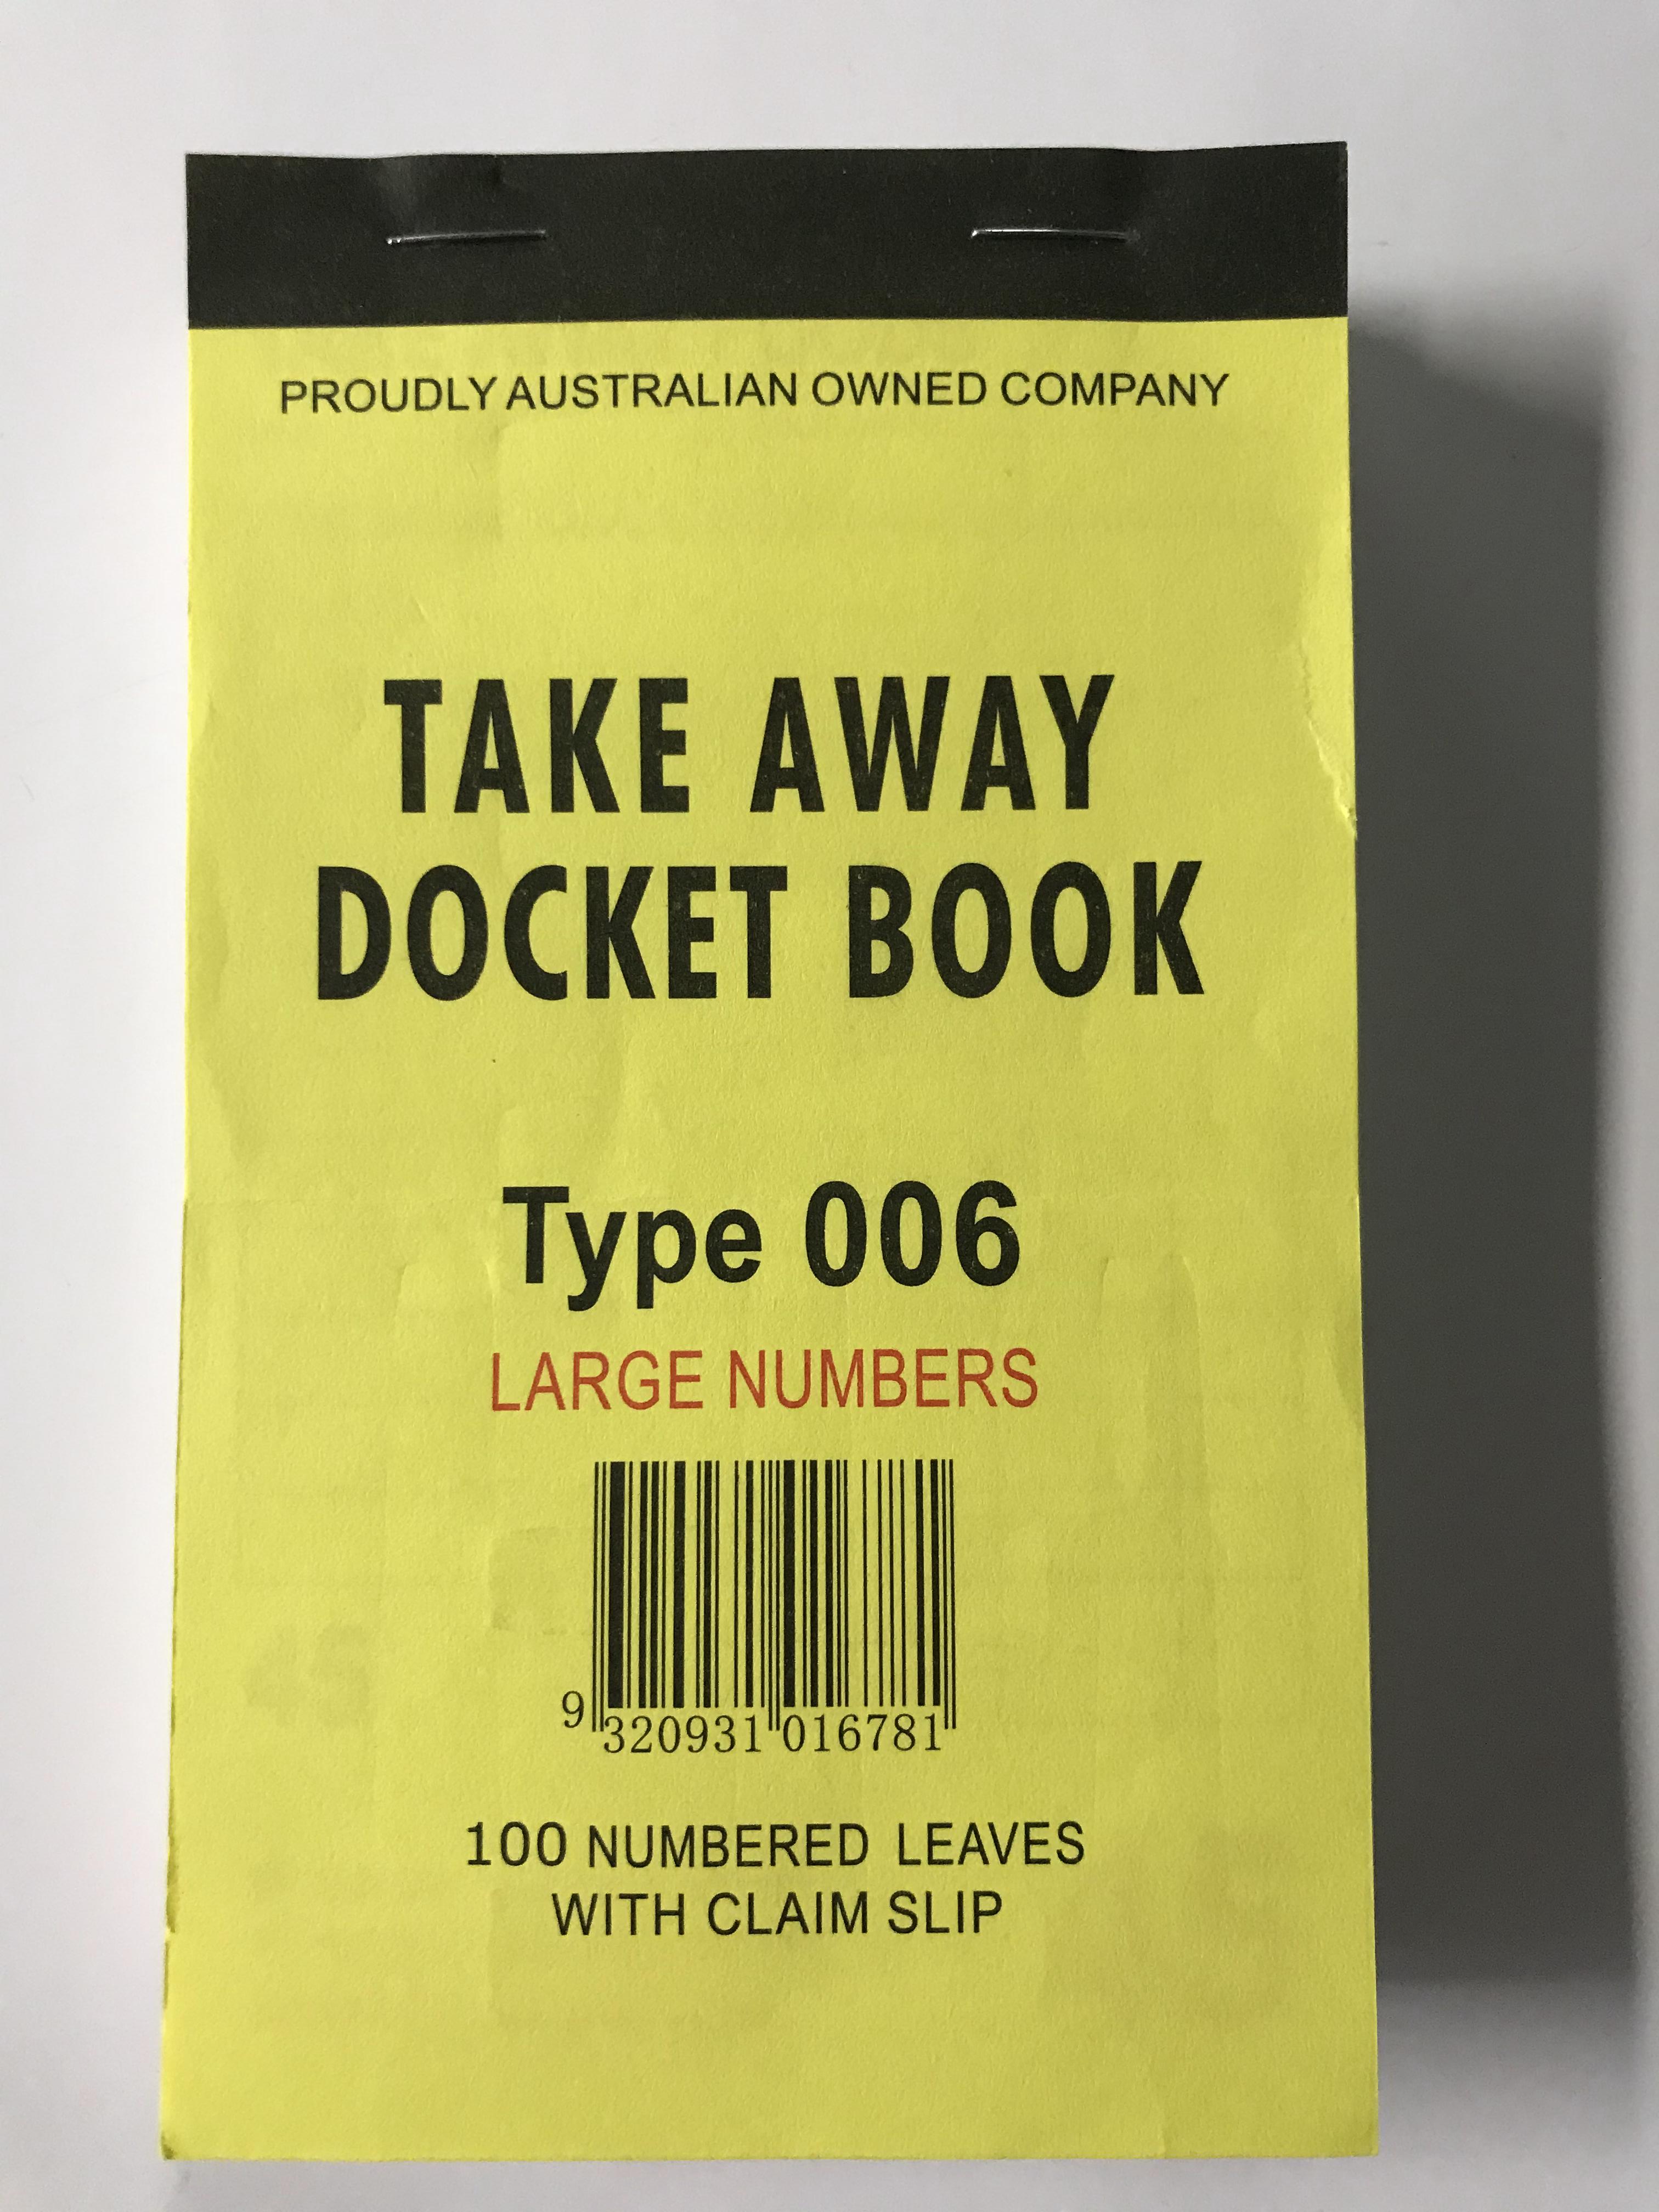 PROUDLY AUSTRALIAN OWNED COMPANY
TAKE AWAY
DOCKET BOOK
Type 006
LARGE NUMBERS
9 320931 016781
100 NUMBERED LEAVES
WITH CLAIM SLIP